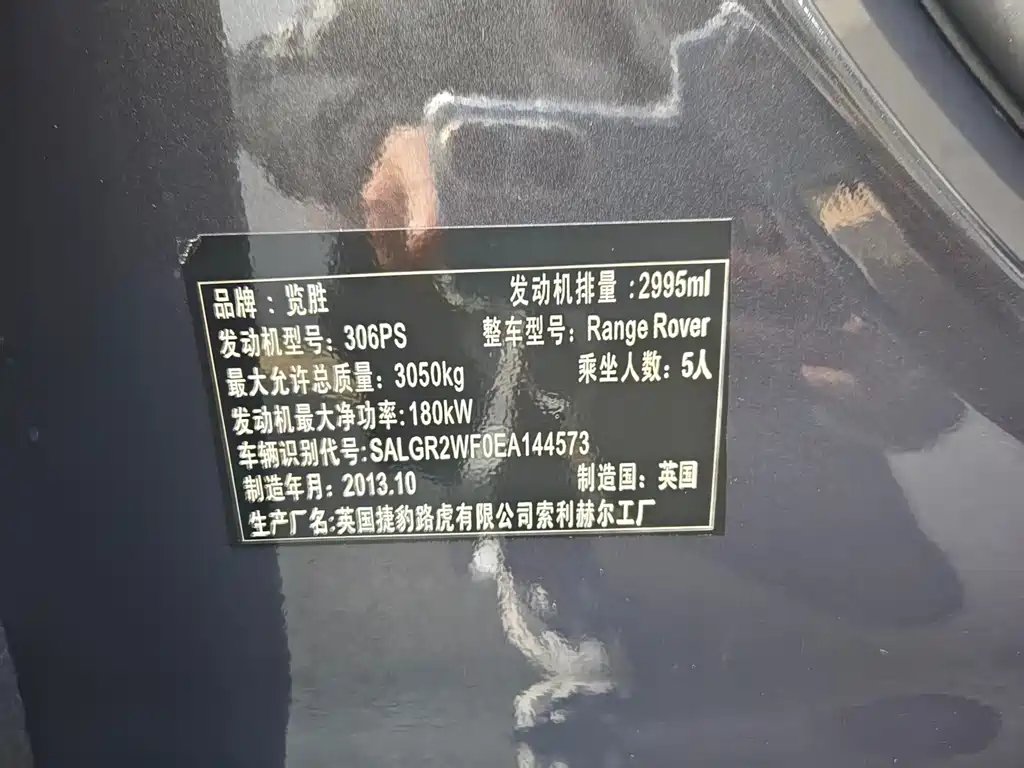 品牌：览胜 发动机排量：2995ml
发动机型号：306PS 整车型号：Range Rover
最大允许总质量：3050kg 乘坐人数：5人
发动机最大净功率:180kW
车辆识别代号:SALGR2WF0EA144573
制造年月：2013.10 制造国：英国
生产厂名:英国捷豹路虎有限公司索利赫尔工厂